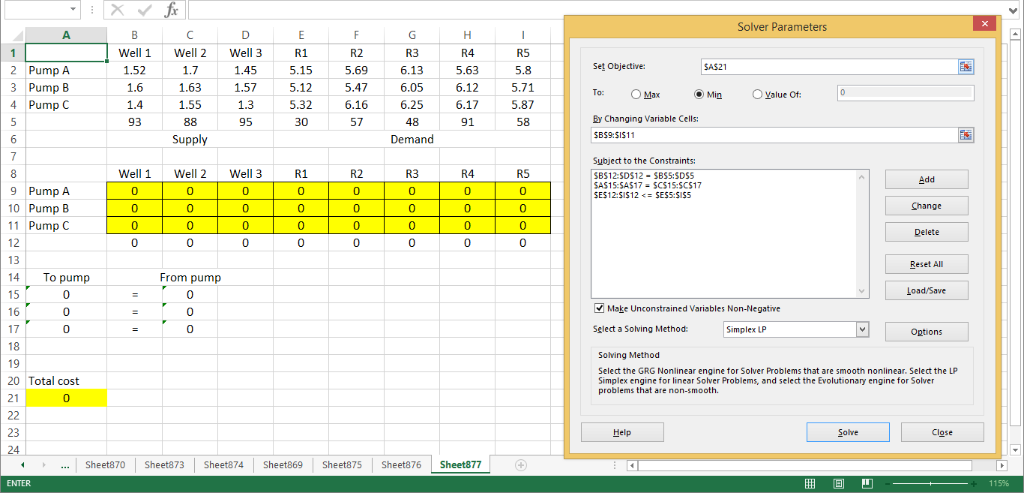 fx
A B C D E F G H I
1 Well 1 Well 2 Well 3 R1 R2 R3 R4 R5
2 Pump A 1.52 1.7 1.45 5.15 5.69 6.13 5.63 5.8
3 Pump B 1.6 1.63 1.57 5.12 5.47 6.05 6.12 5.71
4 Pump C 1.4 1.55 1.3 5.32 6.16 6.25 6.17 5.87
5 93 88 95 30 57 48 91 58
6 Supply Demand
7
8 Well 1 Well 2 Well 3 R1 R2 R3 R4 R5
9 Pump A 0 0 0 0 0 0 0 0
10 Pump B 0 0 0 0 0 0 0 0
11 Pump C 0 0 0 0 0 0 0 0
12 0 0 0 0 0 0 0 0
13
14 To pump From pump
15 0 = 0
16 0 = 0
17 0 = 0
18
19
20 Total cost
21 0
22
23
24
... Sheet870 Sheet873 Sheet874 Sheet869 Sheet875 Sheet876 Sheet877
ENTER 115%
Solver Parameters
Set Objective: $A$21
To: Max Min Value Of: 0
By Changing Variable Cells:
$B$9:$I$11
Subject to the Constraints:
$B$12:$D$12 = $B$5:$D$5
$A$15:$A$17 = $C$15:$C$17
$E$12:$I$12 <= $E$5:$I$5
Add
Change
Delete
Reset All
Load/Save
Make Unconstrained Variables Non-Negative
Select a Solving Method: Simplex LP Options
Solving Method
Select the GRG Nonlinear engine for Solver Problems that are smooth nonlinear. Select the LP
Simplex engine for linear Solver Problems, and select the Evolutionary engine for Solver
problems that are non-smooth.
Help Solve Close